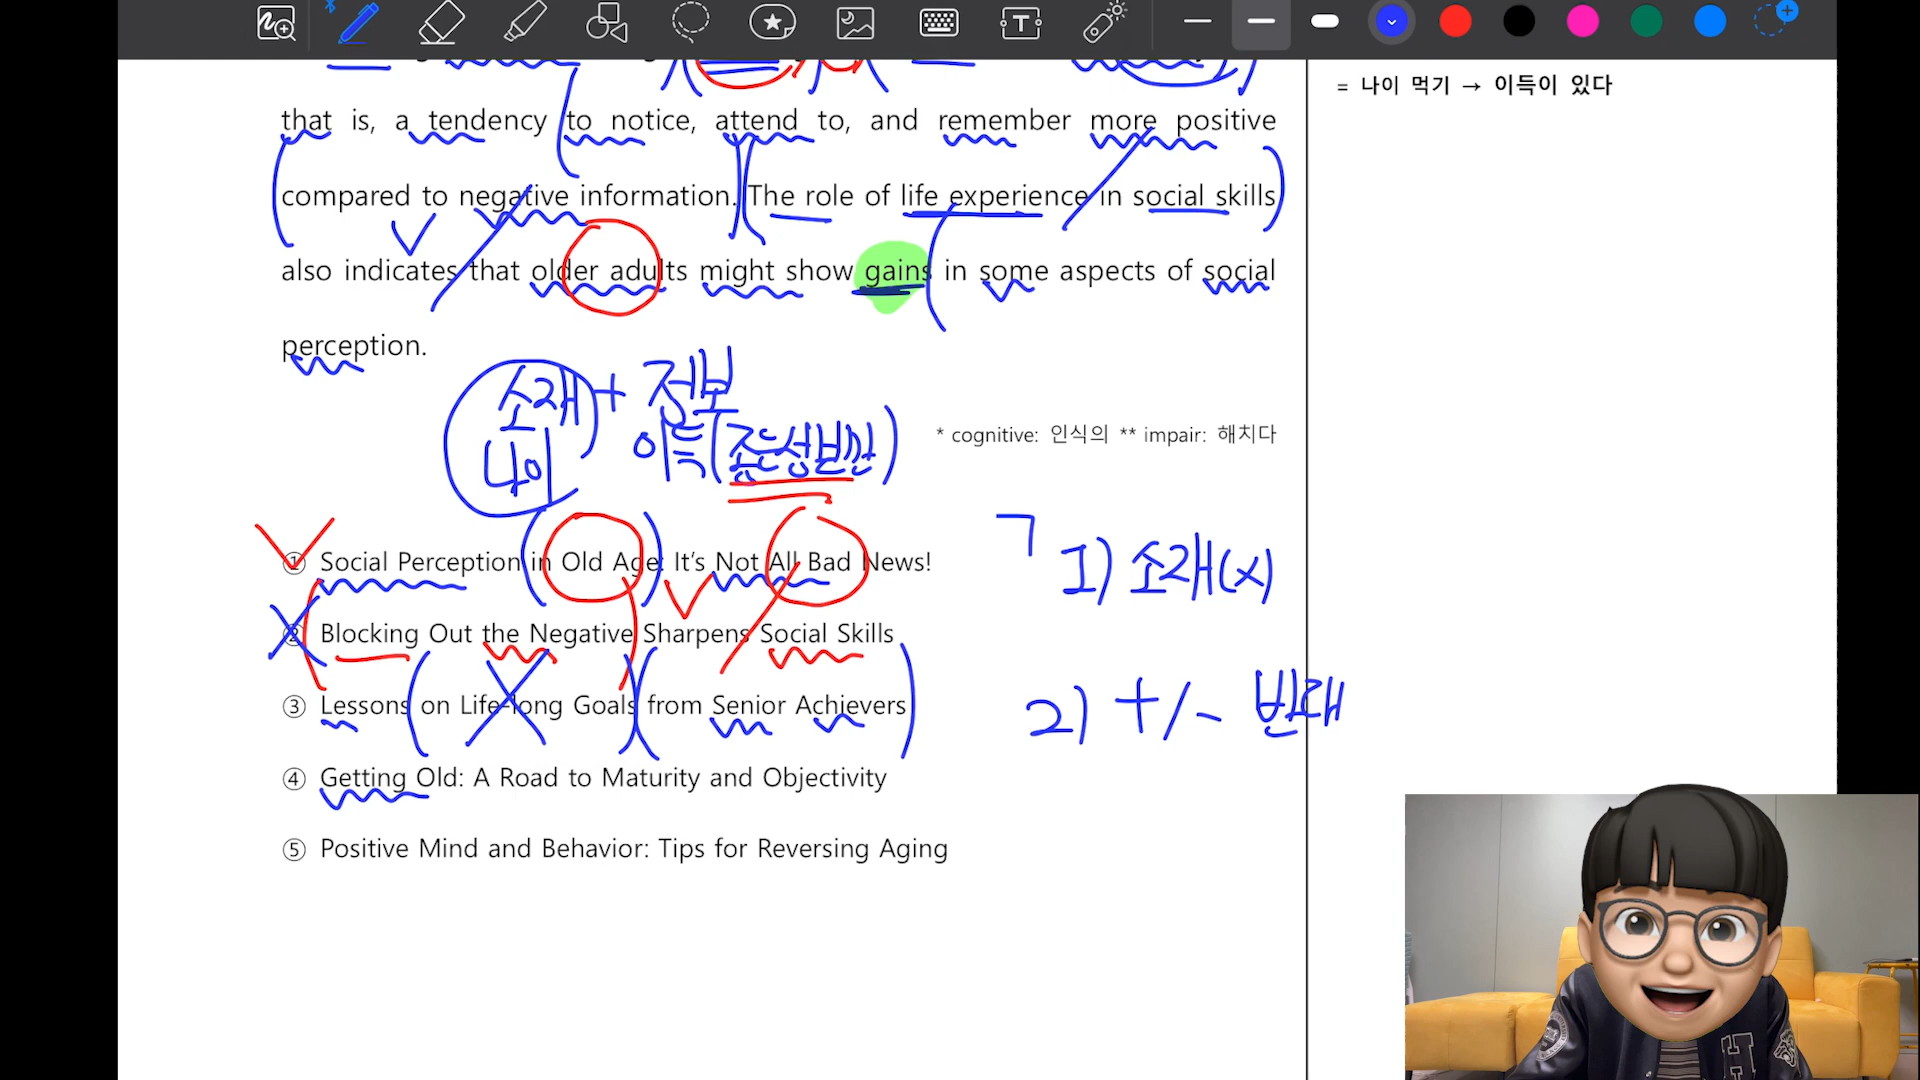 = 나이 먹기 → 이득이 있다
that is, a tendency to notice, attend to, and remember more positive
compared to negative information. The role of life experience in social skills
also indicates that older adults might show gains in some aspects of social
perception.
소재 + 정보
나이 이득(좋은성발만)
* cognitive: 인식의 ** impair: 해치다
① Social Perception in Old Age: It's Not All Bad News!
② Blocking Out the Negative Sharpens Social Skills
③ Lessons on Life-long Goals from Senior Achievers
④ Getting Old: A Road to Maturity and Objectivity
⑤ Positive Mind and Behavior: Tips for Reversing Aging
1) 소재(x)
2) +/- 반대